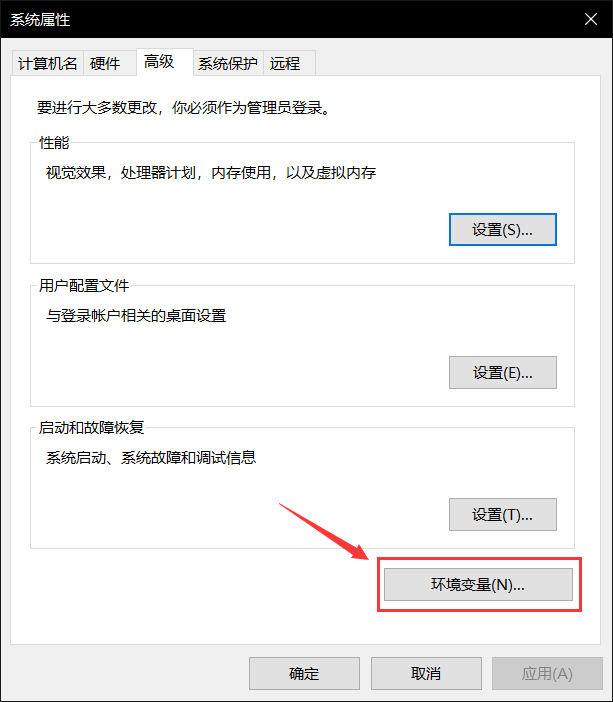 系统属性
计算机名 硬件 高级 系统保护 远程
要进行大多数更改，你必须作为管理员登录。
性能
视觉效果，处理器计划，内存使用，以及虚拟内存
设置(S)...
用户配置文件
与登录帐户相关的桌面设置
设置(E)...
启动和故障恢复
系统启动、系统故障和调试信息
设置(T)...
环境变量(N)...
确定 取消 应用(A)